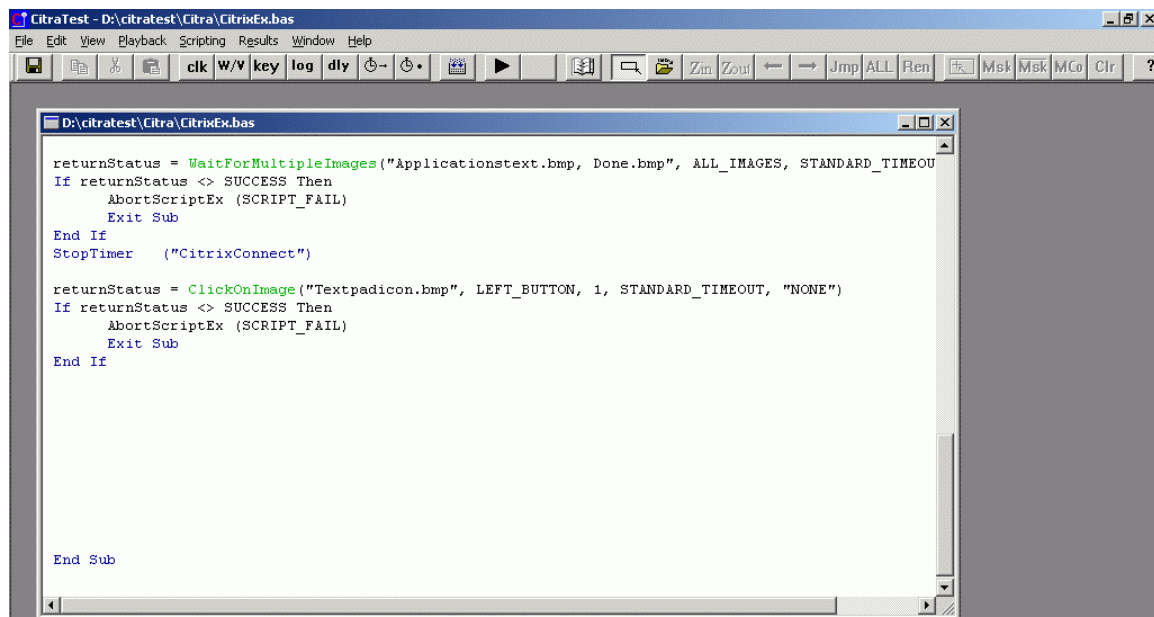 CitraTest - D:\citratest\Citra\CitrixEx.bas
File Edit View Playback Scripting Results Window Help
clk W/V key log dly Zin Zout Jmp ALL Ren Msk Msk MCo Clr ?
D:\citratest\Citra\CitrixEx.bas
returnStatus = WaitForMultipleImages("Applicationstext.bmp, Done.bmp", ALL_IMAGES, STANDARD_TIMEOU
If returnStatus <> SUCCESS Then
AbortScriptEx (SCRIPT_FAIL)
Exit Sub
End If
StopTimer ("CitrixConnect")
returnStatus = ClickOnImage("Textpadicon.bmp", LEFT_BUTTON, 1, STANDARD_TIMEOUT, "NONE")
If returnStatus <> SUCCESS Then
AbortScriptEx (SCRIPT_FAIL)
Exit Sub
End If
End Sub